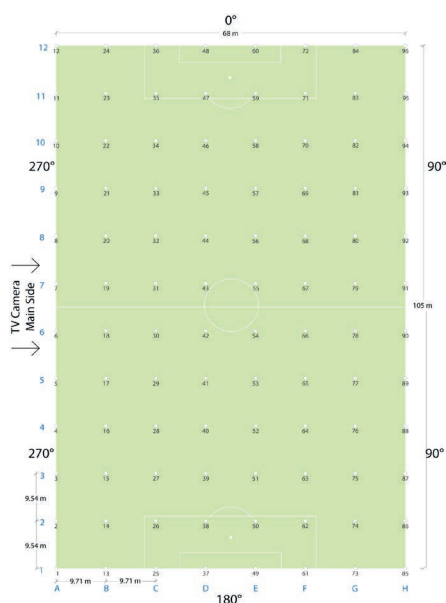 0°
68 m
12 12 24 36 48 60 72 84 96
11 11 23 35 47 59 71 83 95
10 10 22 34 46 58 70 82 94
270° 90°
9 9 21 33 45 57 69 81 93
8 8 20 32 44 56 68 80 92
TV Camera
Main Side
7 7 19 31 43 55 67 79 91
105 m
6 6 18 30 42 54 66 78 90
5 5 17 29 41 53 65 77 89
4 4 16 28 40 52 64 76 88
270° 90°
3 3 15 27 39 51 63 75 87
9.54 m
2 2 14 26 38 50 62 74 86
9.54 m
1 1 13 25 37 49 61 73 85
9.71 m 9.71 m
A B C D E F G H
180°